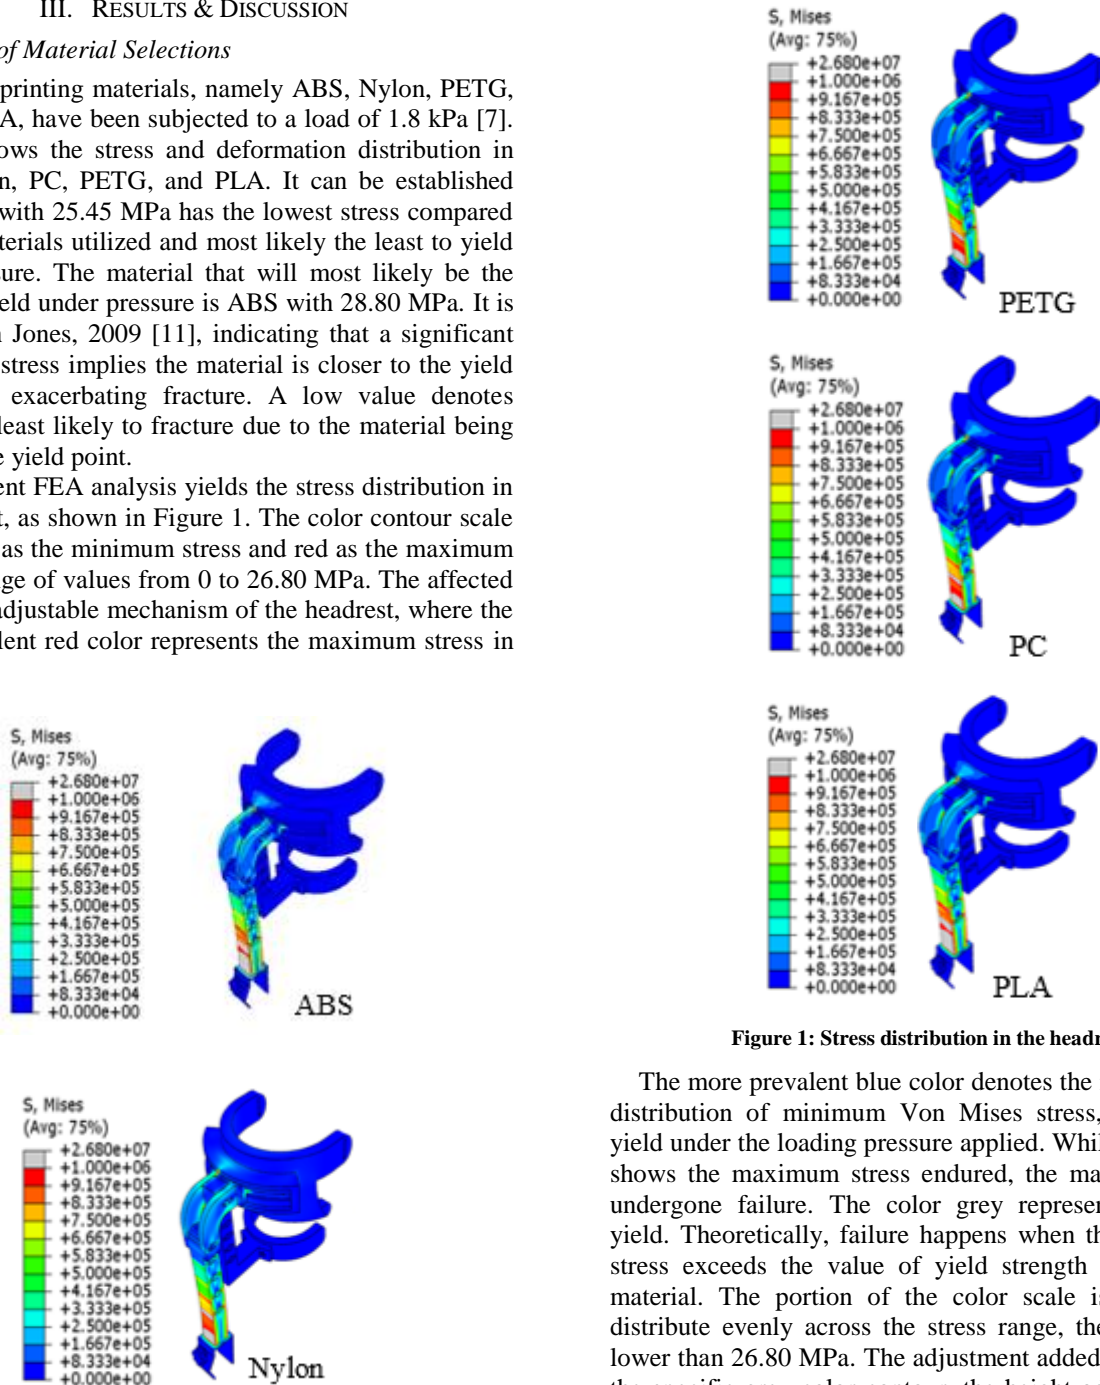 III. RESULTS & DISCUSSION
of Material Selections
printing materials, namely ABS, Nylon, PETG,
A, have been subjected to a load of 1.8 kPa [7].
ows the stress and deformation distribution in
n, PC, PETG, and PLA. It can be established
with 25.45 MPa has the lowest stress compared
terials utilized and most likely the least to yield
sure. The material that will most likely be the
eld under pressure is ABS with 28.80 MPa. It is
n Jones, 2009 [11], indicating that a significant
stress implies the material is closer to the yield
exacerbating fracture. A low value denotes
least likely to fracture due to the material being
e yield point.
ent FEA analysis yields the stress distribution in
t, as shown in Figure 1. The color contour scale
as the minimum stress and red as the maximum
nge of values from 0 to 26.80 MPa. The affected
adjustable mechanism of the headrest, where the
lent red color represents the maximum stress in
S, Mises
(Avg: 75%)
+2.680e+07
+1.000e+06
+9.167e+05
+8.333e+05
+7.500e+05
+6.667e+05
+5.833e+05
+5.000e+05
+4.167e+05
+3.333e+05
+2.500e+05
+1.667e+05
+8.333e+04
+0.000e+00
ABS
S, Mises
(Avg: 75%)
+2.680e+07
+1.000e+06
+9.167e+05
+8.333e+05
+7.500e+05
+6.667e+05
+5.833e+05
+5.000e+05
+4.167e+05
+3.333e+05
+2.500e+05
+1.667e+05
+8.333e+04
+0.000e+00
Nylon
S, Mises
(Avg: 75%)
+2.680e+07
+1.000e+06
+9.167e+05
+8.333e+05
+7.500e+05
+6.667e+05
+5.833e+05
+5.000e+05
+4.167e+05
+3.333e+05
+2.500e+05
+1.667e+05
+8.333e+04
+0.000e+00
PETG
S, Mises
(Avg: 75%)
+2.680e+07
+1.000e+06
+9.167e+05
+8.333e+05
+7.500e+05
+6.667e+05
+5.833e+05
+5.000e+05
+4.167e+05
+3.333e+05
+2.500e+05
+1.667e+05
+8.333e+04
+0.000e+00
PC
S, Mises
(Avg: 75%)
+2.680e+07
+1.000e+06
+9.167e+05
+8.333e+05
+7.500e+05
+6.667e+05
+5.833e+05
+5.000e+05
+4.167e+05
+3.333e+05
+2.500e+05
+1.667e+05
+8.333e+04
+0.000e+00
PLA
Figure 1: Stress distribution in the headr
The more prevalent blue color denotes the
distribution of minimum Von Mises stress,
yield under the loading pressure applied. Whil
shows the maximum stress endured, the ma
undergone failure. The color grey represen
yield. Theoretically, failure happens when th
stress exceeds the value of yield strength
material. The portion of the color scale is
distribute evenly across the stress range, the
lower than 26.80 MPa. The adjustment added